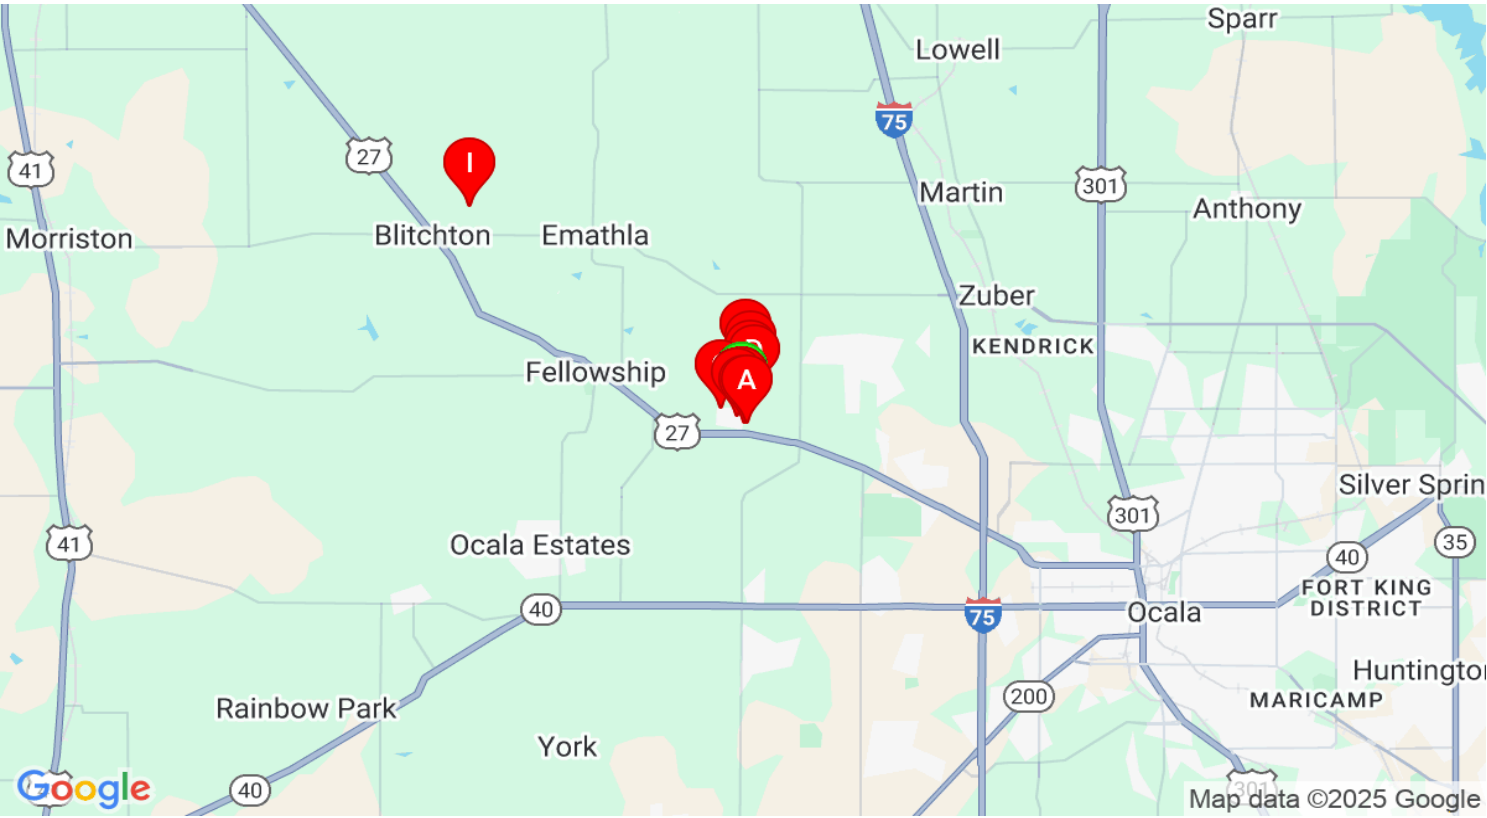 Sparr
Lowell
75
27
I
41
301
Martin
Anthony
Morriston
Blitchton
Emathla
Zuber
KENDRICK
Fellowship
A
27
Silver Sprin
301
41
Ocala Estates
35
40
FORT KING
DISTRICT
40
75
Ocala
Huntingto
200
MARICAMP
Rainbow Park
York
40
Google
301
Map data ©2025 Google